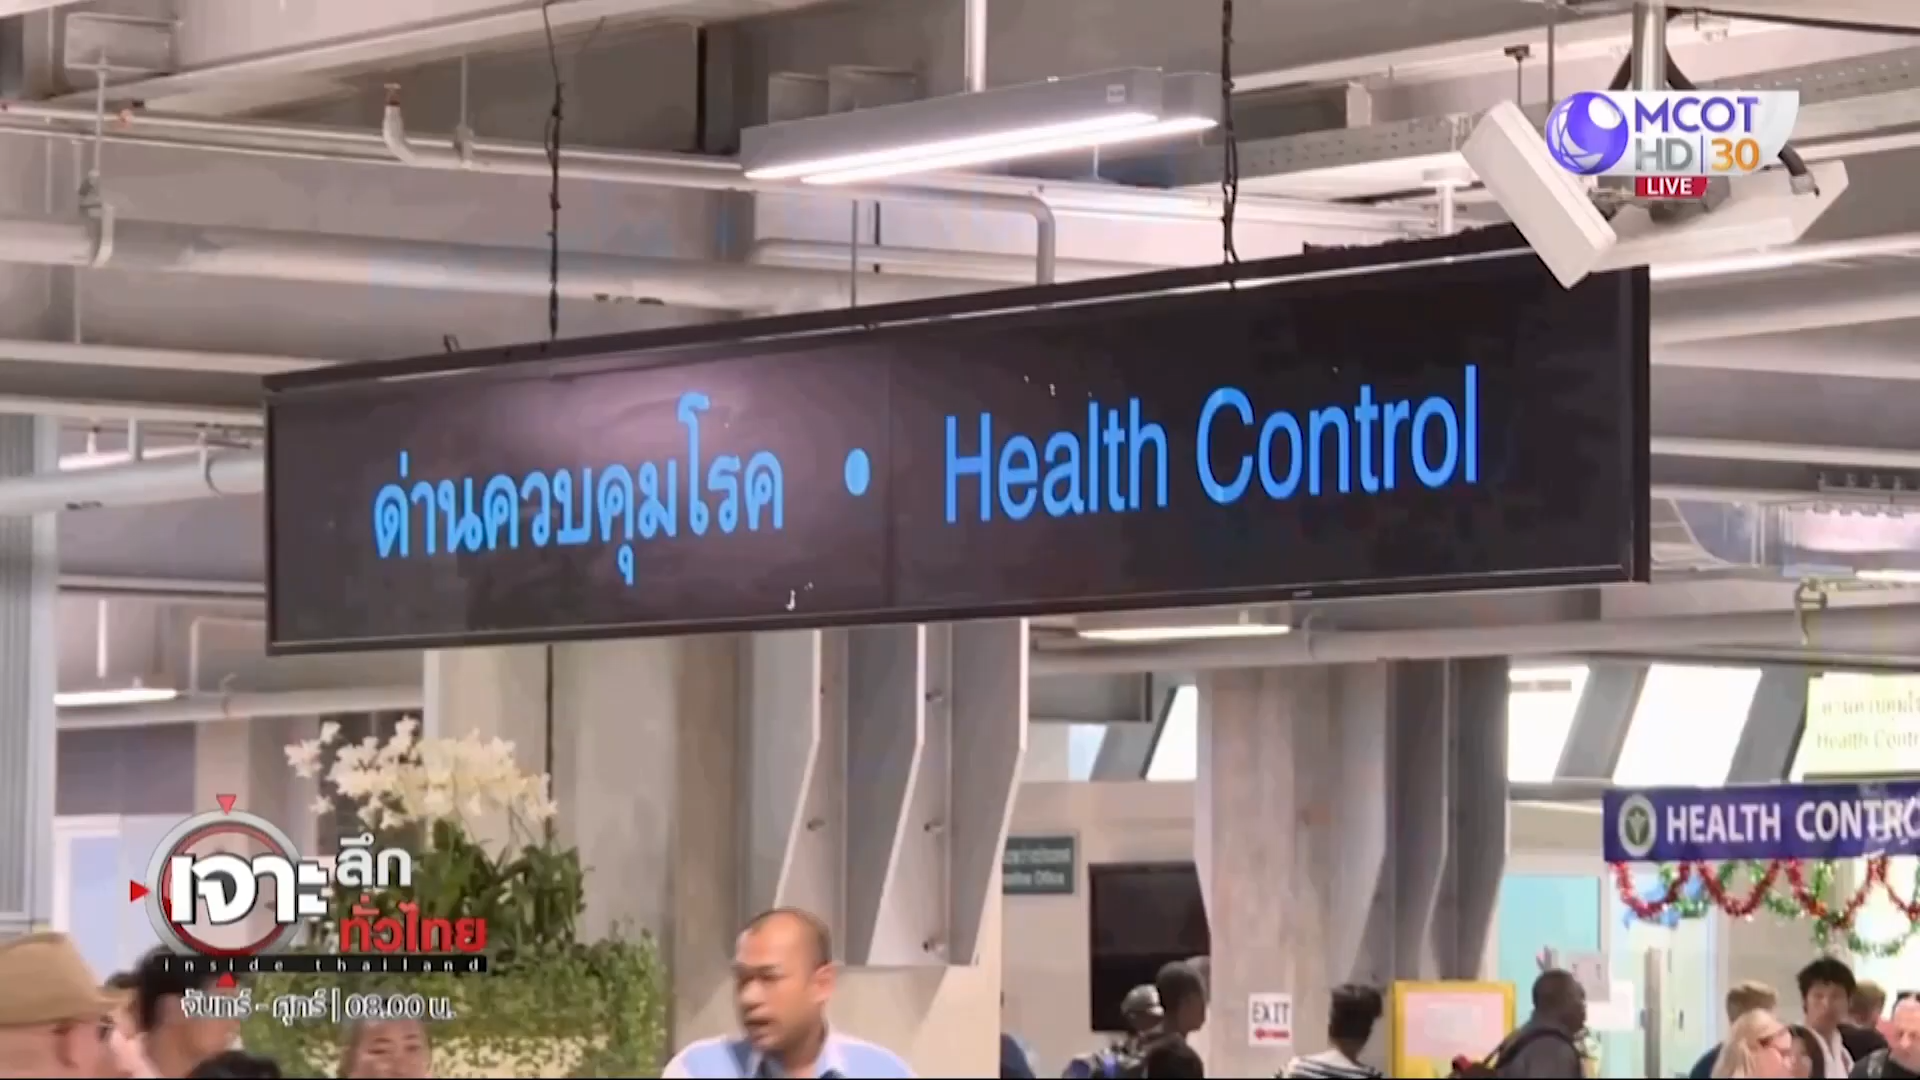 MCOT
HD 30
LIVE
ด่านควบคุมโรค • Health Control
Health
HEALTH CONTRO
EXIT
เจาะลึก
ทั่วไทย
inside thailand
จันทร์ - ศุกร์ | 08.00 น.